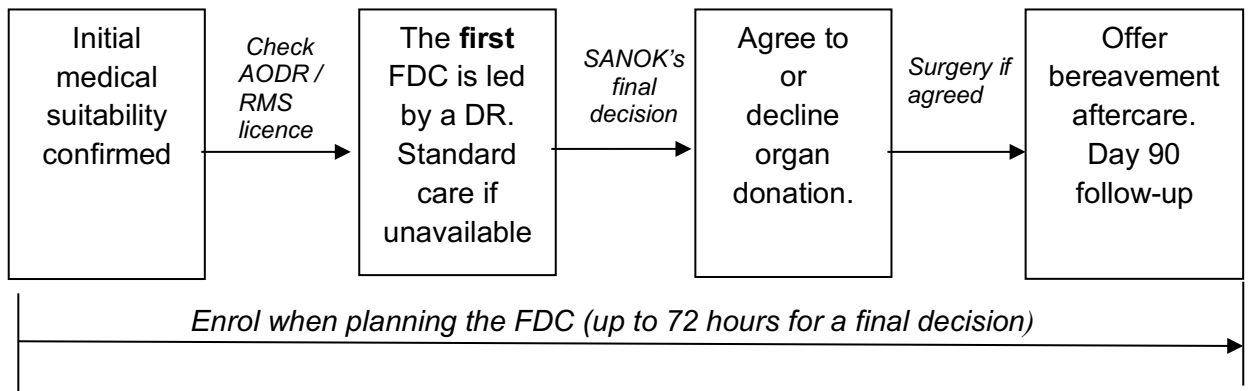 Initial
medical
suitability
confirmed
Check
AODR /
RMS
licence
The first
FDC is led
by a DR.
Standard
care if
unavailable
SANOK's
final
decision
Agree to
or
decline
organ
donation.
Surgery if
agreed
Offer
bereavement
aftercare.
Day 90
follow-up
Enrol when planning the FDC (up to 72 hours for a final decision)